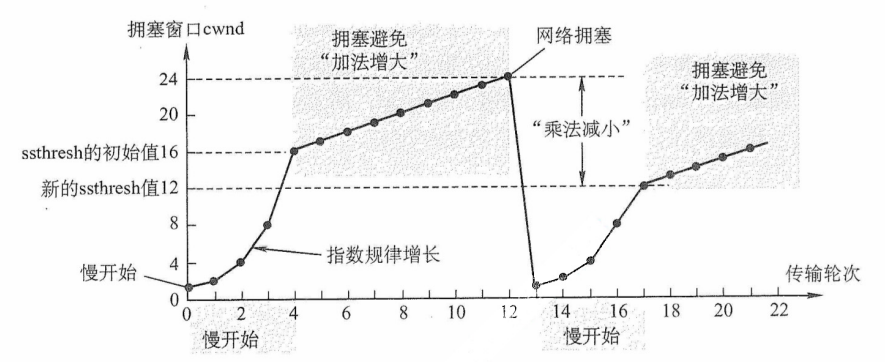 拥塞窗口cwnd
拥塞避免
“加法增大”
网络拥塞
拥塞避免
“加法增大”
24
20
“乘法减小”
ssthresh的初始值16
新的ssthresh值12
8
指数规律增长
4
慢开始
传输轮次
0
0 2 4 6 8 10 12 14 16 18 20 22
慢开始
慢开始